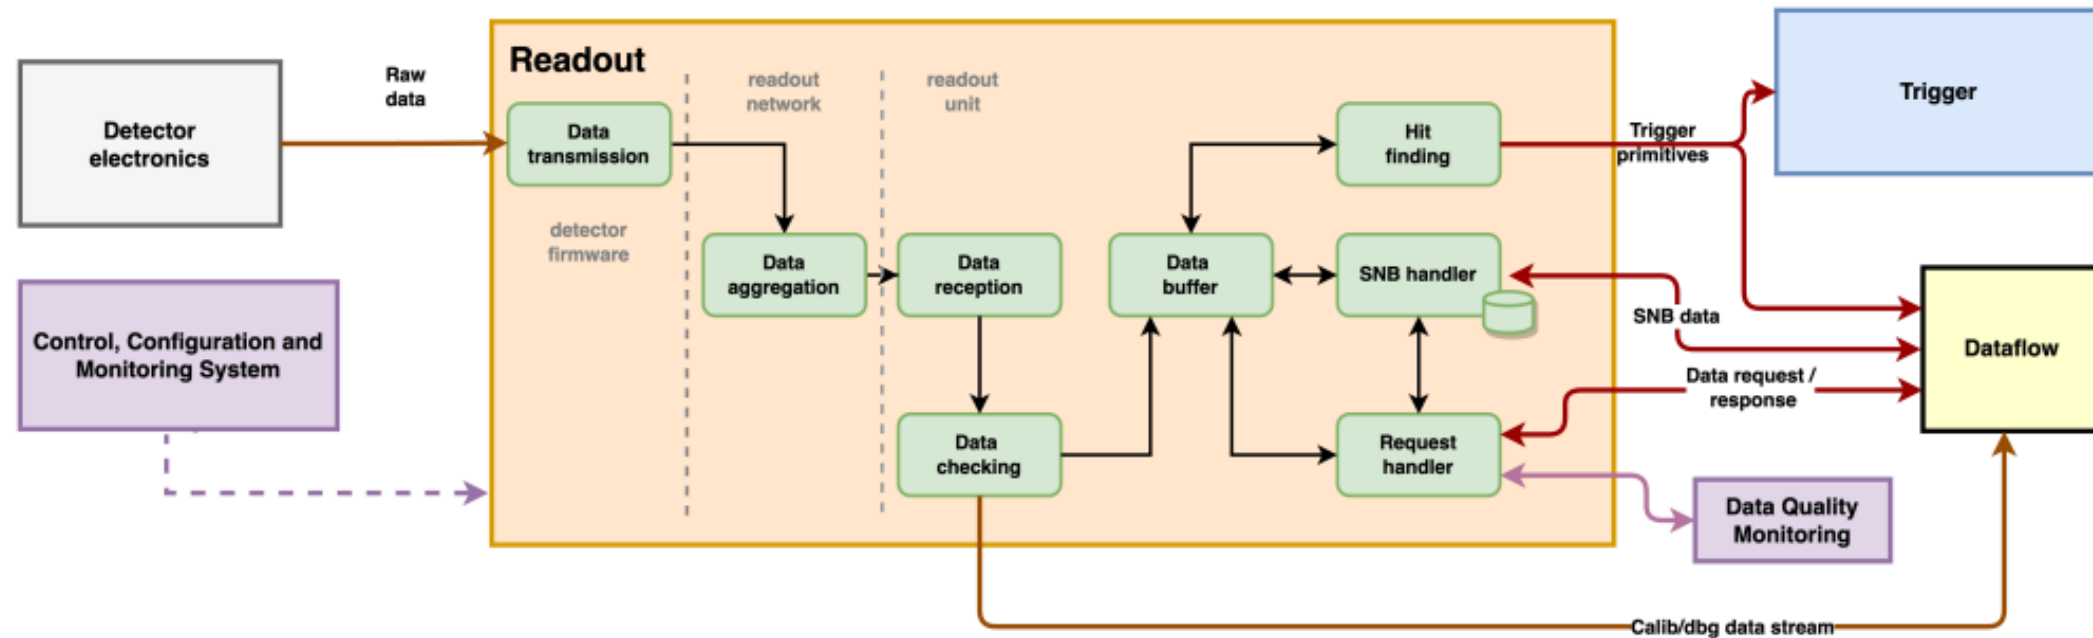 Readout
Raw
data
readout
network
readout
unit
Detector
electronics
Data
transmission
Hit
finding
Trigger
primitives
Trigger
detector
firmware
Data
aggregation
Data
reception
Data
buffer
SNB handler
SNB data
Control, Configuration and
Monitoring System
Dataflow
Data request /
response
Data
checking
Request
handler
Data Quality
Monitoring
Calib/dbg data stream